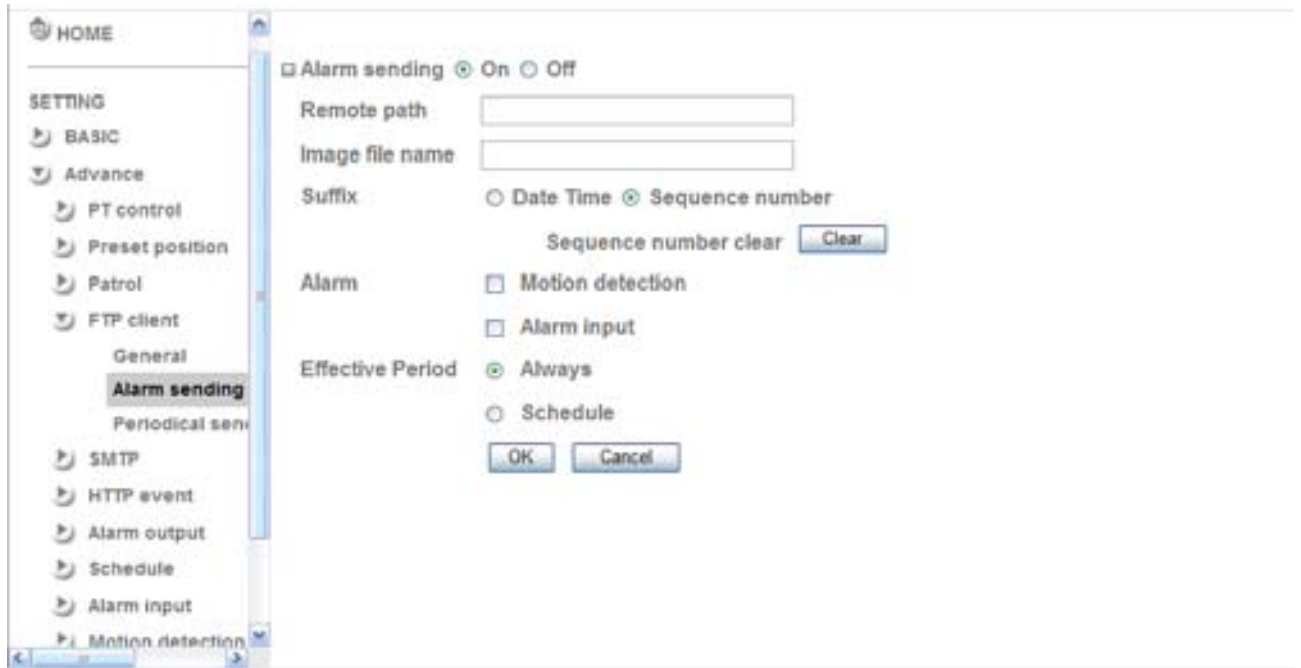 HOME
SETTING
BASIC
Advance
PT control
Preset position
Patrol
FTP client
General
Alarm sending
Periodical sen
SMTP
HTTP event
Alarm output
Schedule
Alarm input
Motion detection
Alarm sending On Off
Remote path
Image file name
Suffix Date Time Sequence number
Sequence number clear Clear
Alarm Motion detection
Alarm input
Effective Period Always
Schedule
OK Cancel